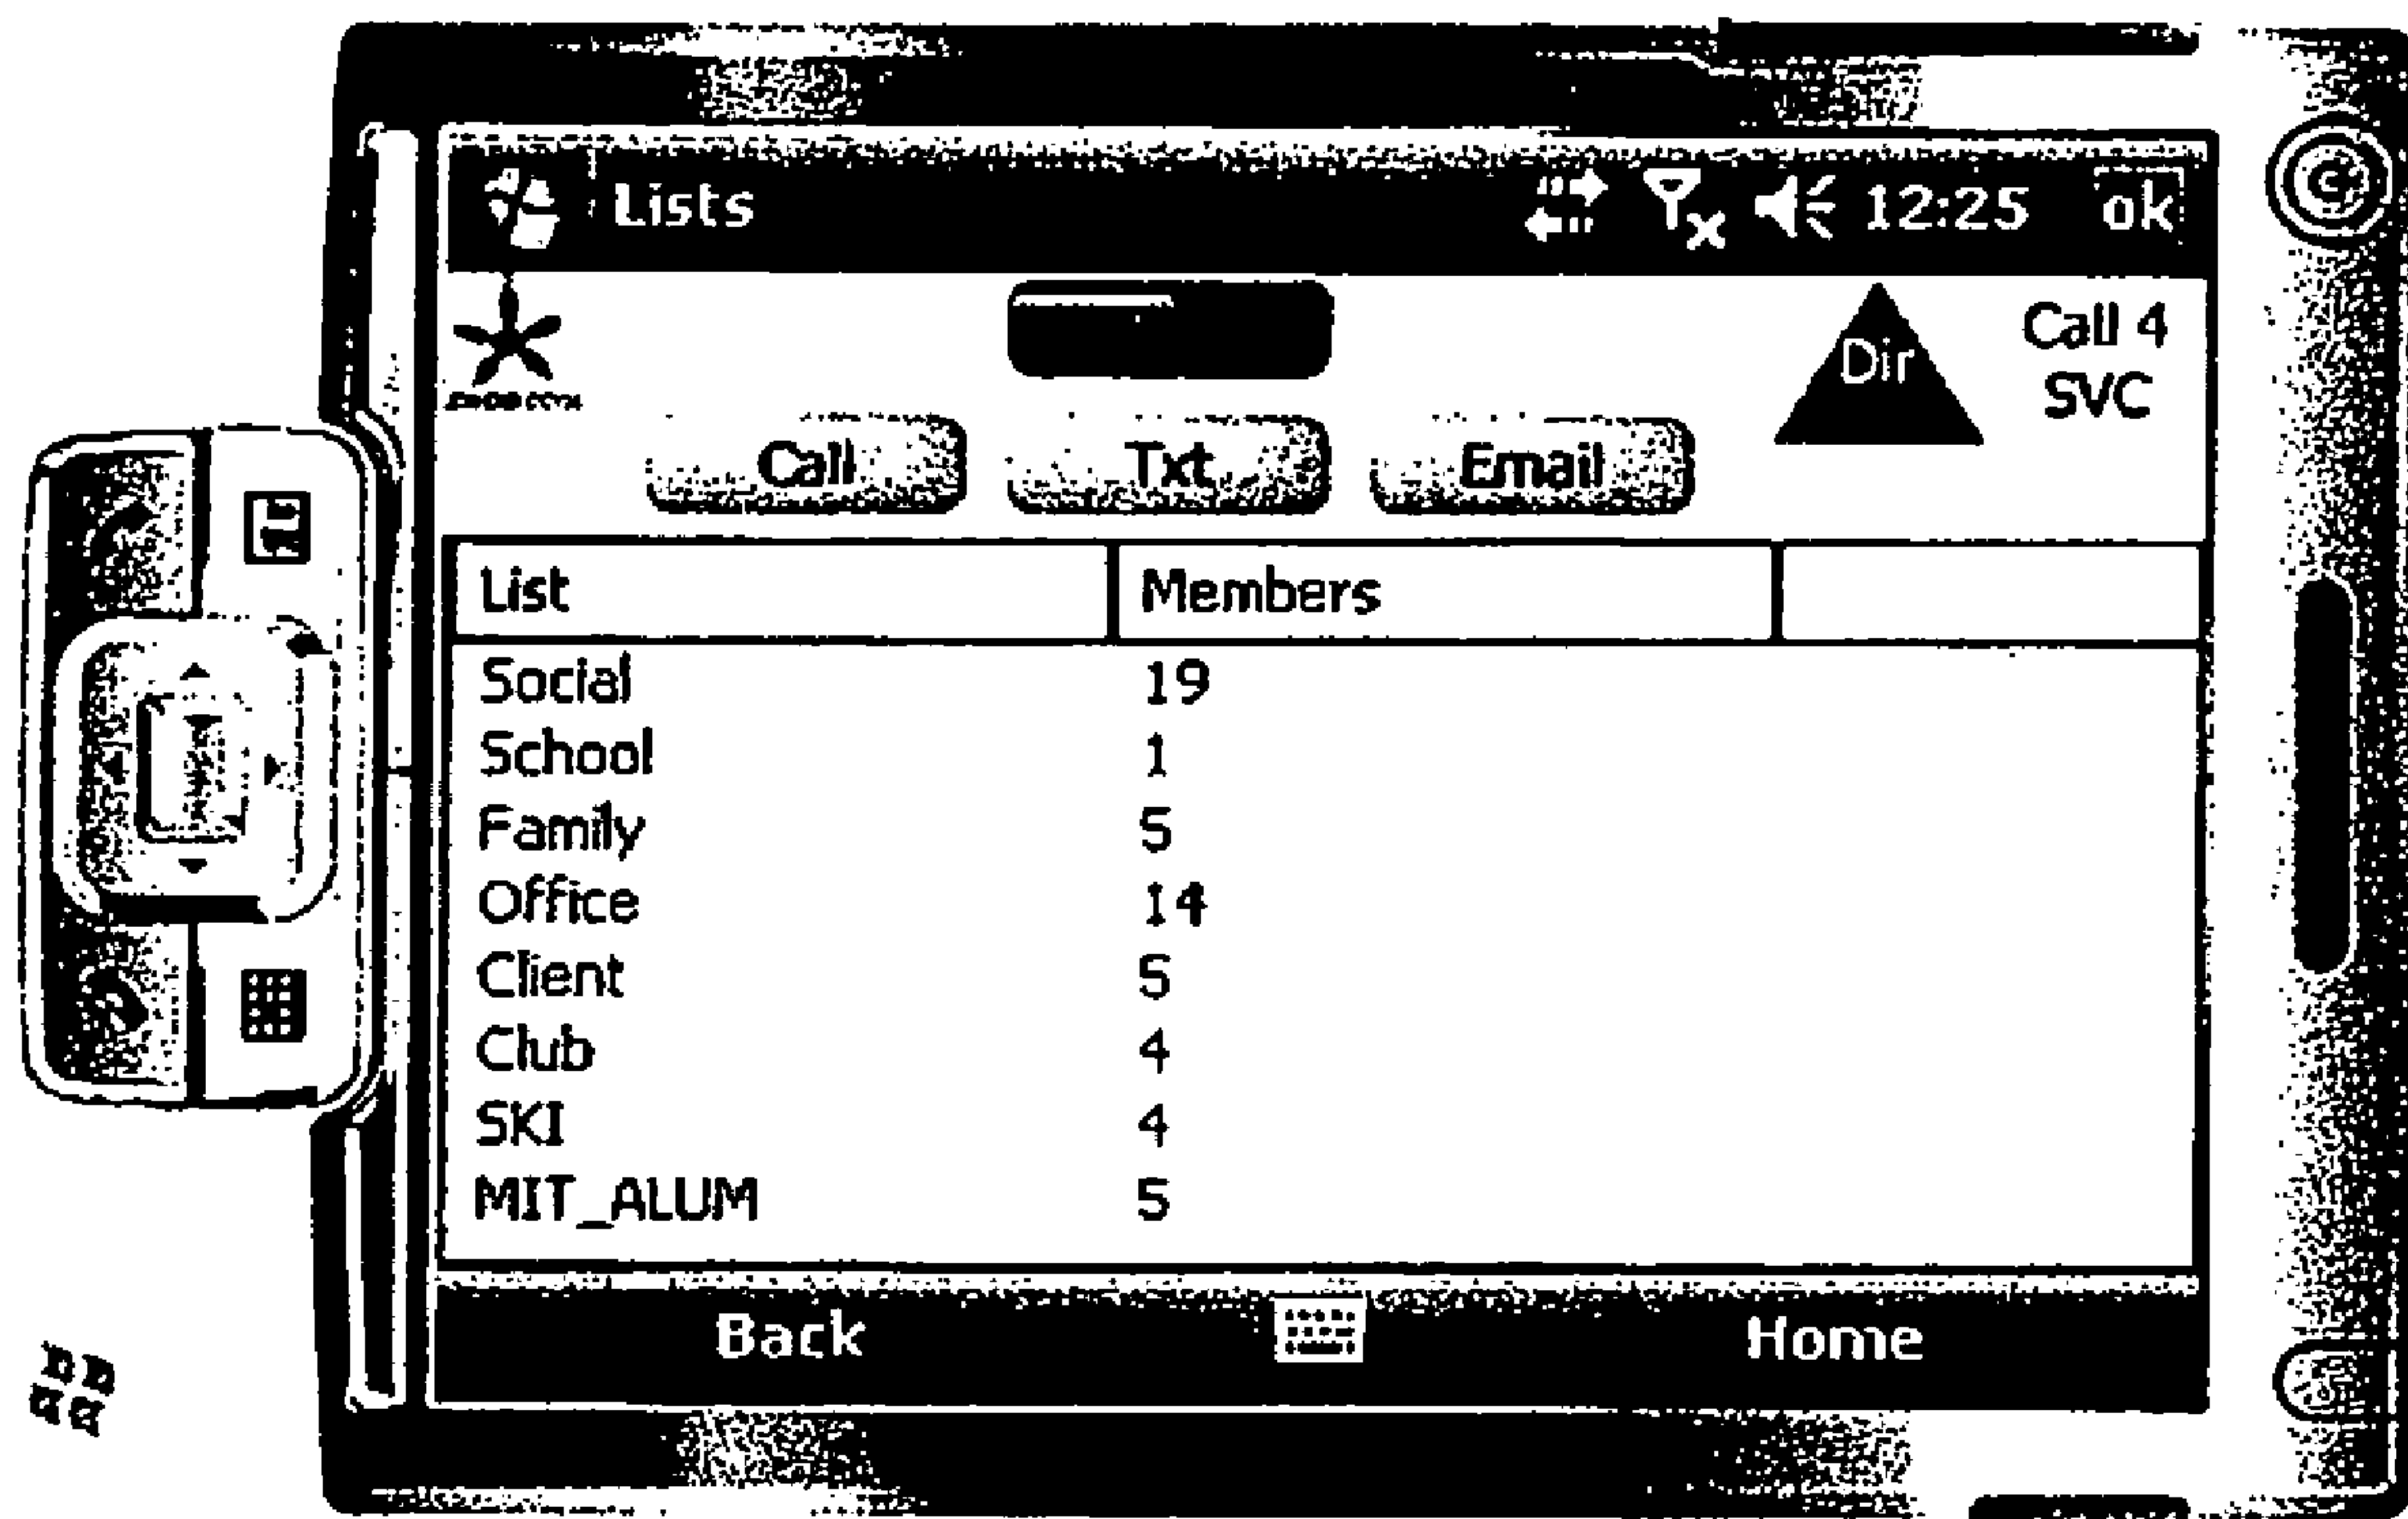 Lists 12:25 ok
Call 4
SVC
Dir
Call Txt Email
List Members
Social 19
School 1
Family 5
Office 14
Client 5
Club 4
SKI 4
MIT_ALUM 5
Back Home